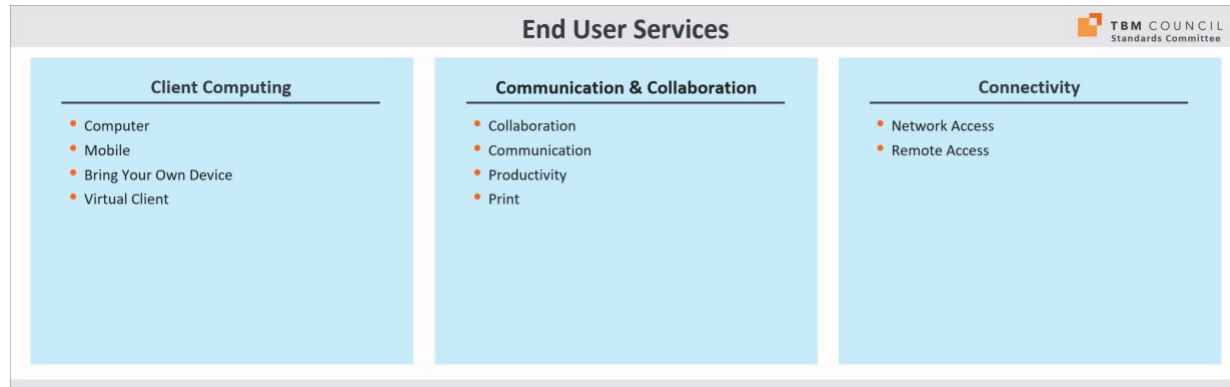 End User Services
TBM COUNCIL
Standards Committee
Client Computing
• Computer
• Mobile
• Bring Your Own Device
• Virtual Client
Communication & Collaboration
• Collaboration
• Communication
• Productivity
• Print
Connectivity
• Network Access
• Remote Access